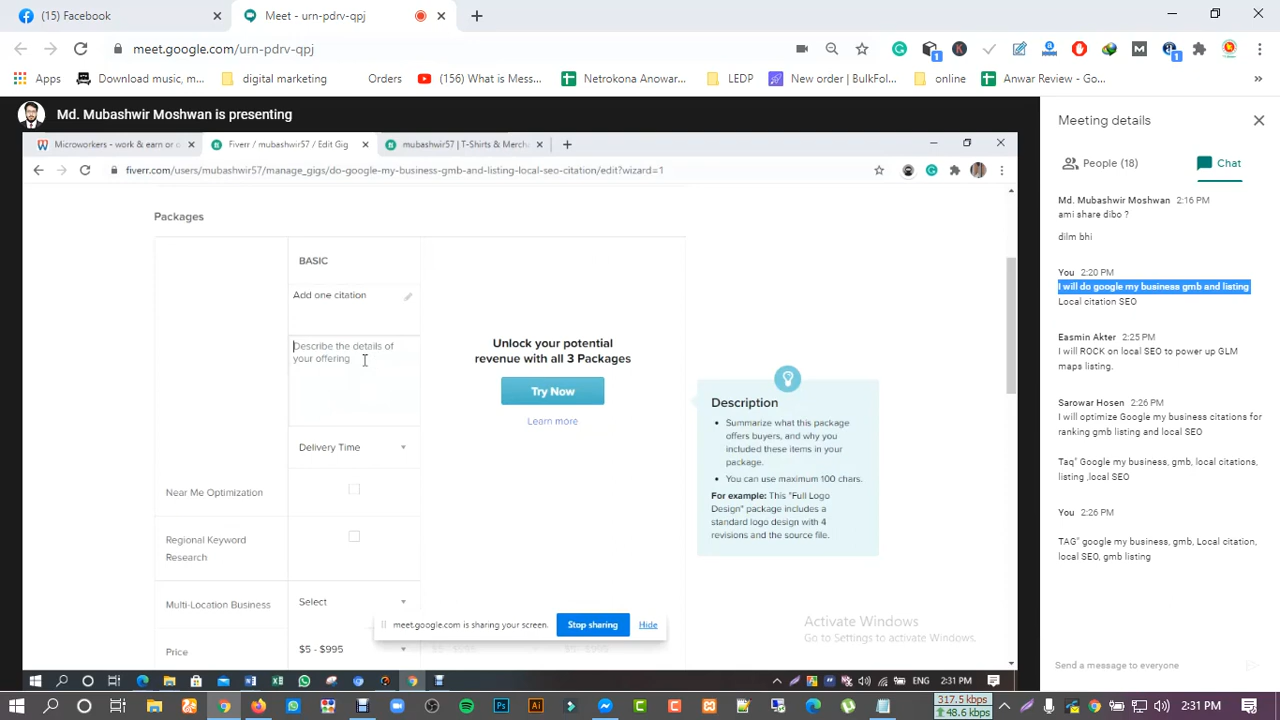 (15) Facebook
Meet - urn-pdrv-qpj
meet.google.com/urn-pdrv-qpj
Apps
Download music, m...
digital marketing
Orders
(156) What is Mess...
Netrokona Anowar...
LEDP
New order | BulkFol...
online
Anwar Review - Go...
Md. Mubashwir Moshwan is presenting
Microworkers - work & earn or o
Fiverr / mubashwir57 / Edit Gig
mubashwir57 | T-Shirts & Merch
fiverr.com/users/mubashwir57/manage_gigs/do-google-my-business-gmb-and-listing-local-seo-citation/edit?wizard=1
Packages
BASIC
Add one citation
Describe the details of
your offering
Delivery Time
Near Me Optimization
Regional Keyword
Research
Multi-Location Business
Select
Price
$5 - $995
$5 - $995
$5 - $995
Unlock your potential
revenue with all 3 Packages
Try Now
Learn more
Description
• Summarize what this package
offers buyers, and why you
included these items in your
package.
• You can use maximum 100 chars.
For example: This "Full Logo
Design" package includes a
standard logo design with 4
revisions and the source file.
meet.google.com is sharing your screen.
Stop sharing
Hide
Activate Windows
Go to Settings to activate Windows.
ENG
2:31 PM
Meeting details
People (18)
Chat
Md. Mubashwir Moshwan 2:16 PM
ami share dibo ?
dilm bhi
You 2:20 PM
I will do google my business gmb and listing
Local citation SEO
Easmin Akter 2:25 PM
I will ROCK on local SEO to power up GLM
maps listing.
Sarowar Hosen 2:26 PM
I will optimize Google my business citations for
ranking gmb listing and local SEO
Taq" Google my business, gmb, local citations,
listing ,local SEO
You 2:26 PM
TAG" google my business, gmb, Local citation,
local SEO, gmb listing
Send a message to everyone
317.5 kbps
48.6 kbps
2:31 PM